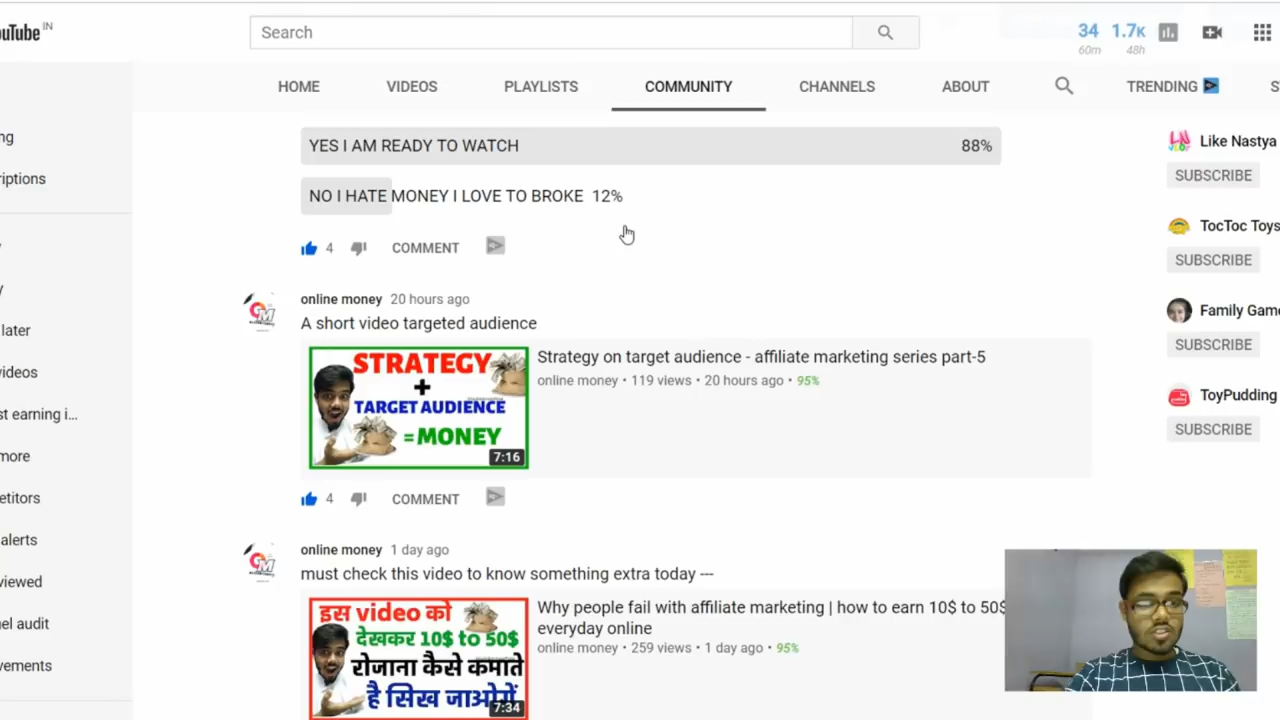 ouTube IN
Search
34 1.7K
60m 48h
HOME VIDEOS PLAYLISTS COMMUNITY CHANNELS ABOUT TRENDING
ng
riptions
later
ideos
st earning i...
more
etitors
alerts
iewed
el audit
vements
YES I AM READY TO WATCH 88%
NO I HATE MONEY I LOVE TO BROKE 12%
4 COMMENT
online money 20 hours ago
A short video targeted audience
STRATEGY
+
TARGET AUDIENCE
=MONEY
7:16
Strategy on target audience - affiliate marketing series part-5
online money • 119 views • 20 hours ago • 95%
4 COMMENT
online money 1 day ago
must check this video to know something extra today ---
इस video को
देखकर 10$ to 50$
रोजाना कैसे कमाते
है सिख जाओगें
7:34
Why people fail with affiliate marketing | how to earn 10$ to 50$
everyday online
online money • 259 views • 1 day ago • 95%
Like Nastya
SUBSCRIBE
TocToc Toys
SUBSCRIBE
Family Game
SUBSCRIBE
ToyPudding
SUBSCRIBE